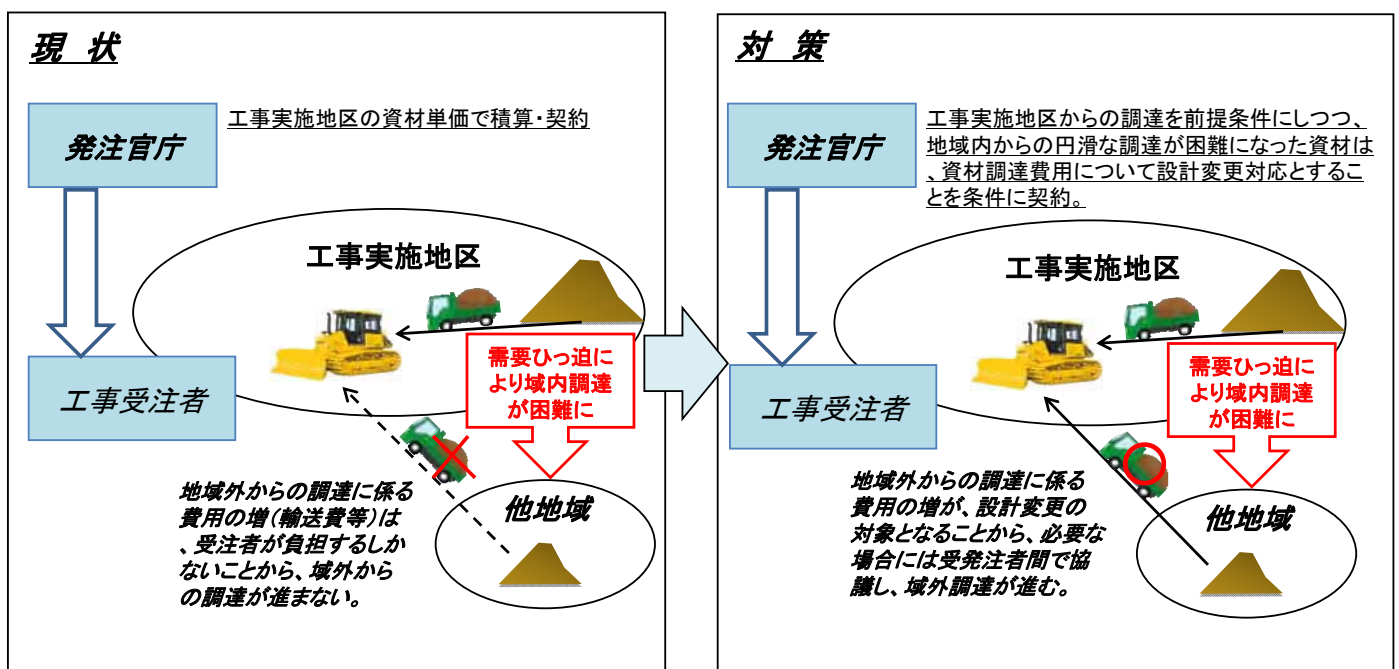 現 状
発注官庁
工事実施地区の資材単価で積算・契約
工事実施地区
需要ひっ迫に
より域内調達
が困難に
工事受注者
地域外からの調達に係る
費用の増(輸送費等)は
、受注者が負担するしか
ないことから、域外から
の調達が進まない。
他地域
対 策
発注官庁
工事実施地区からの調達を前提条件にしつつ、
地域内からの円滑な調達が困難になった資材は
、資材調達費用について設計変更対応とするこ
とを条件に契約。
工事実施地区
需要ひっ迫に
より域内調達
が困難に
工事受注者
地域外からの調達に係る
費用の増が、設計変更の
対象となることから、必要な
場合には受発注者間で協
議し、域外調達が進む。
他地域